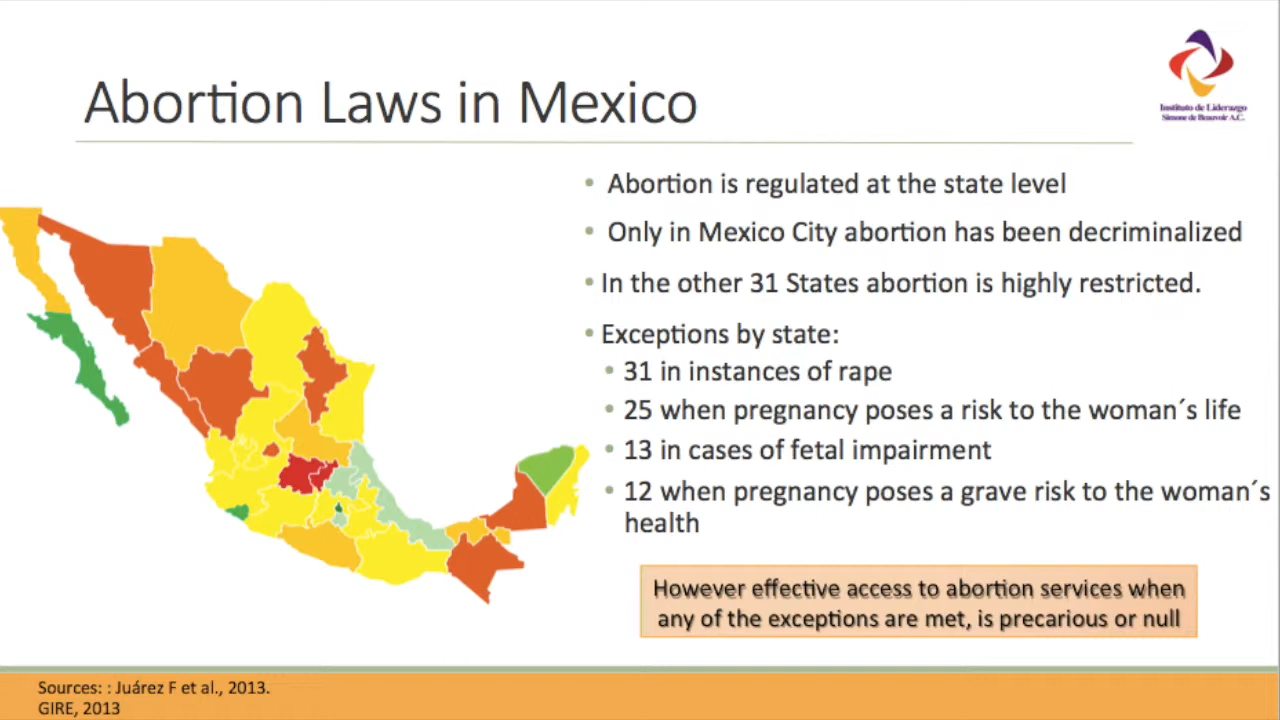 Instituto de Liderazgo
Simone de Beauvoir A.C.
Abortion Laws in Mexico
• Abortion is regulated at the state level
• Only in Mexico City abortion has been decriminalized
• In the other 31 States abortion is highly restricted.
• Exceptions by state:
• 31 in instances of rape
• 25 when pregnancy poses a risk to the woman´s life
• 13 in cases of fetal impairment
• 12 when pregnancy poses a grave risk to the woman´s
health
However effective access to abortion services when
any of the exceptions are met, is precarious or null
Sources: : Juárez F et al., 2013.
GIRE, 2013